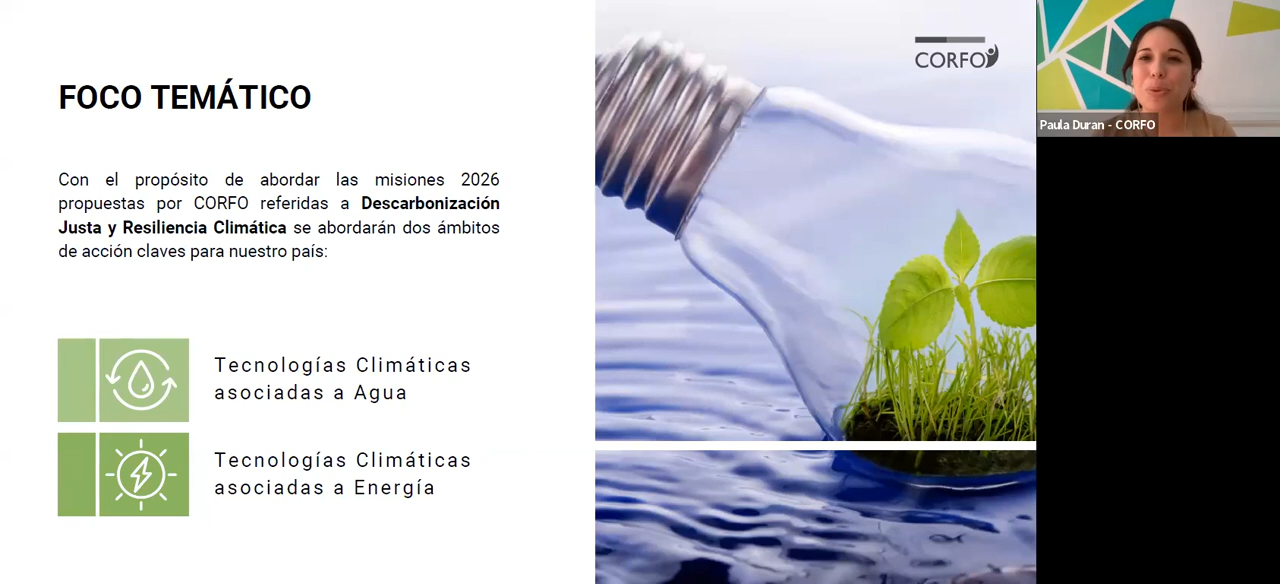 FOCO TEMÁTICO
Con el propósito de abordar las misiones 2026
propuestas por CORFO referidas a Descarbonización
Justa y Resiliencia Climática se abordarán dos ámbitos
de acción claves para nuestro país:
Tecnologías Climáticas
asociadas a Agua
Tecnologías Climáticas
asociadas a Energía
CORFO
Paula Duran - CORFO